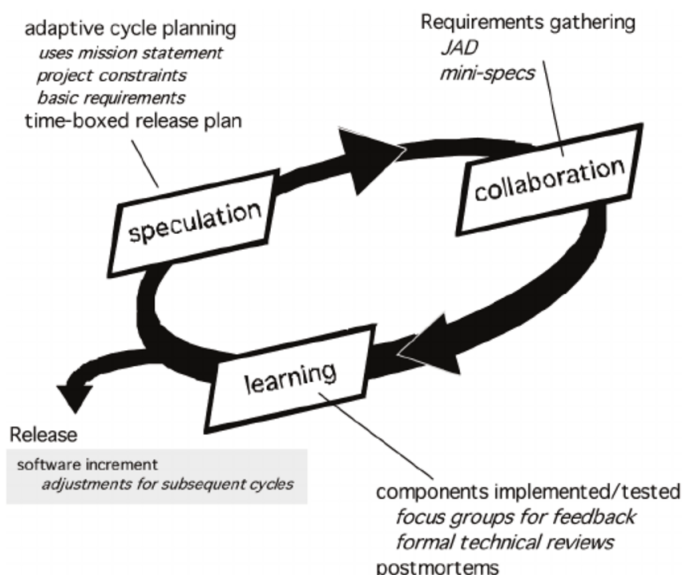 adaptive cycle planning
uses mission statement
project constraints
basic requirements
time-boxed release plan
Requirements gathering
JAD
mini-specs
speculation
collaboration
learning
Release
software increment
adjustments for subsequent cycles
components implemented/tested
focus groups for feedback
formal technical reviews
postmortems